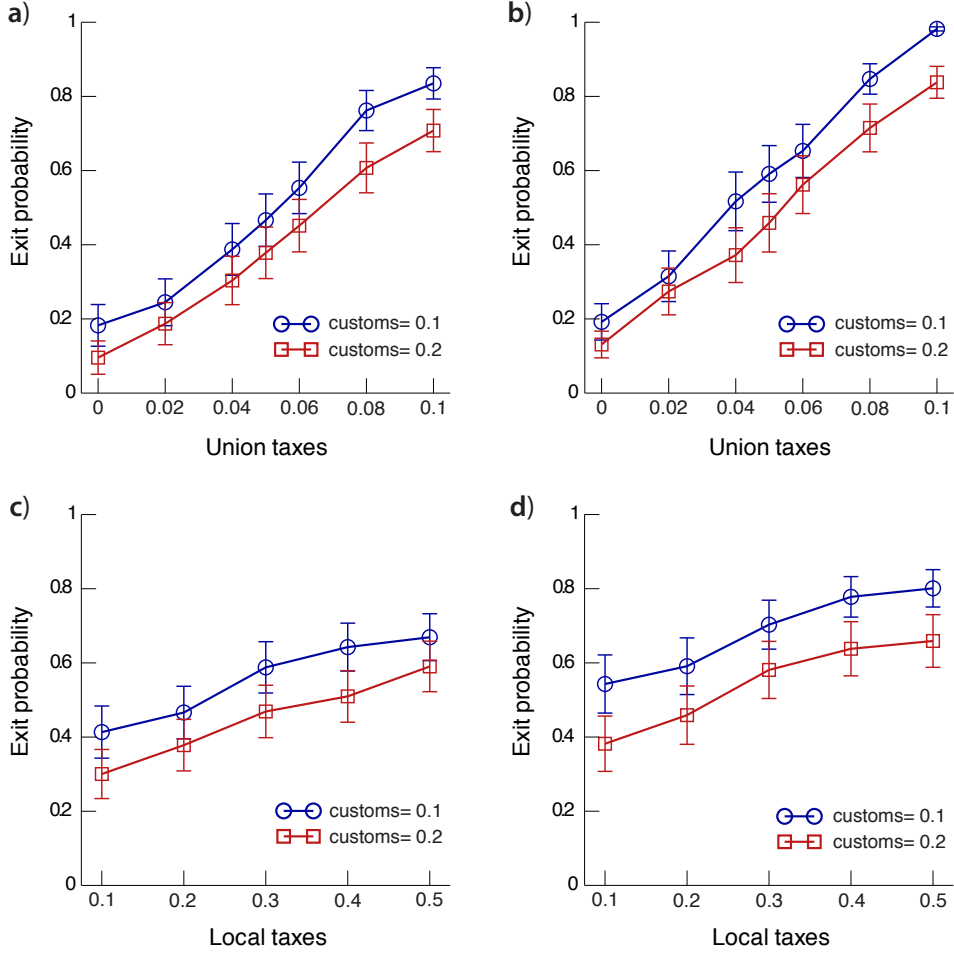 a)
1
0.8
0.6
0.4
0.2
0
Exit probability
customs= 0.1
customs= 0.2
0 0.02 0.04 0.06 0.08 0.1
Union taxes
b)
1
0.8
0.6
0.4
0.2
0
Exit probability
customs= 0.1
customs= 0.2
0 0.02 0.04 0.06 0.08 0.1
Union taxes
c)
1
0.8
0.6
0.4
0.2
0
Exit probability
customs= 0.1
customs= 0.2
0.1 0.2 0.3 0.4 0.5
Local taxes
d)
1
0.8
0.6
0.4
0.2
0
Exit probability
customs= 0.1
customs= 0.2
0.1 0.2 0.3 0.4 0.5
Local taxes